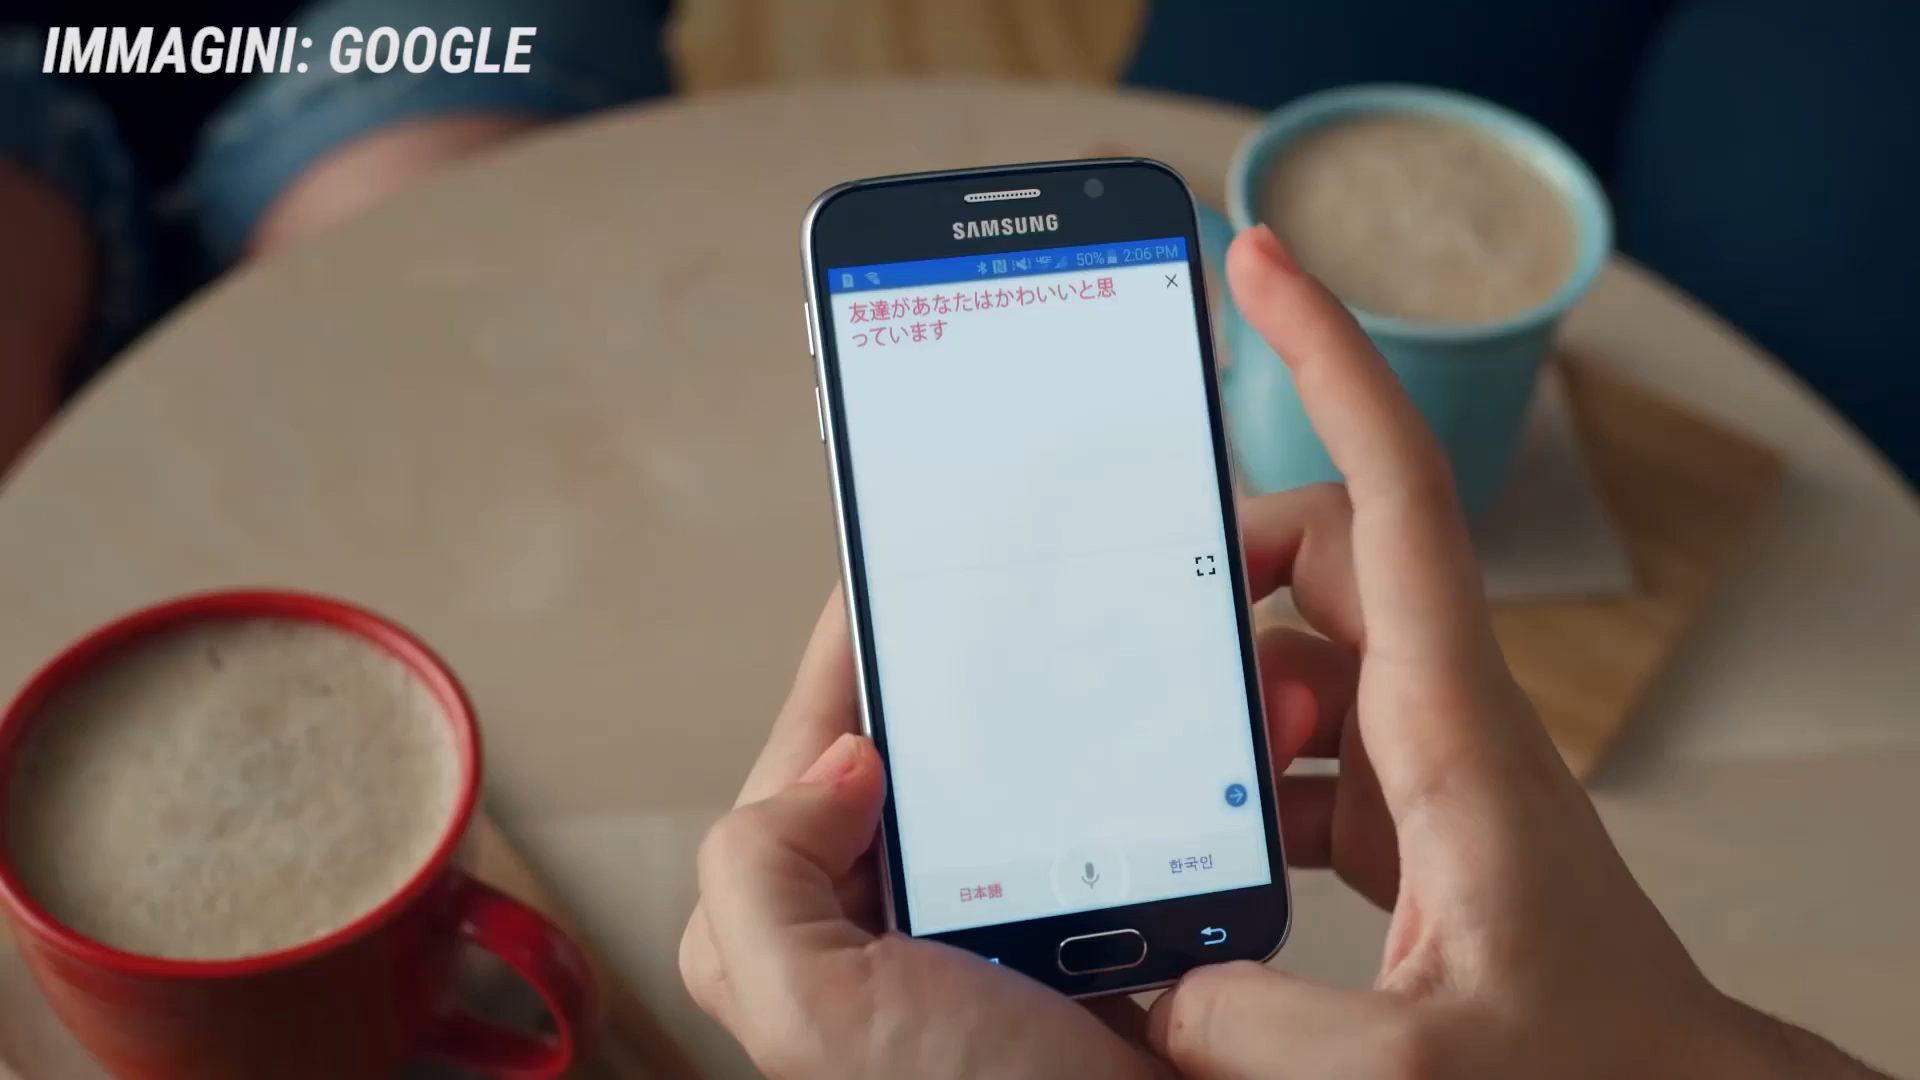 IMMAGINI: GOOGLE
SAMSUNG
50% 2:06 PM
友達があなたはかわいいと思
っています
日本語
한국인